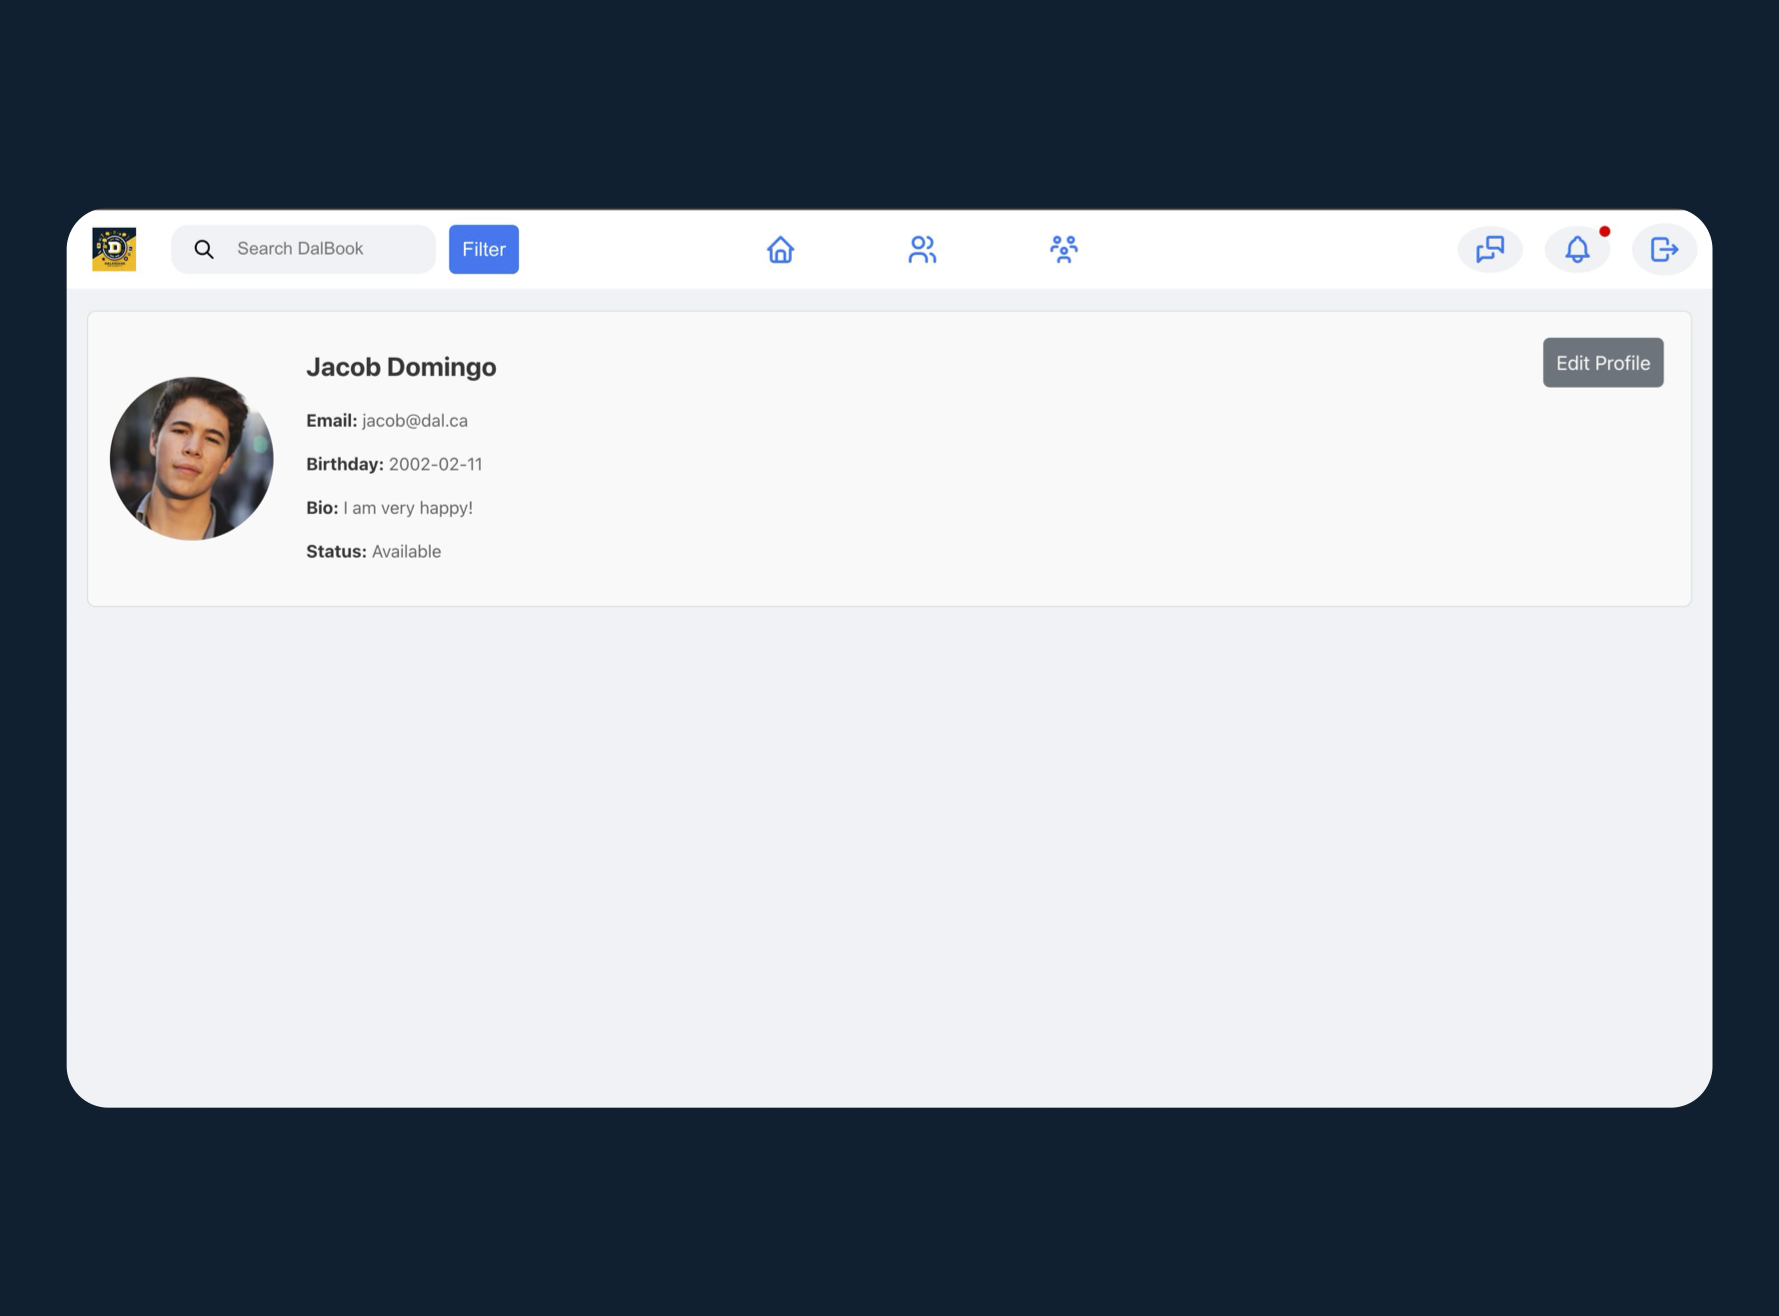 D
Search DalBook
Filter
Jacob Domingo
Edit Profile
Email: jacob@dal.ca
Birthday: 2002-02-11
Bio: I am very happy!
Status: Available